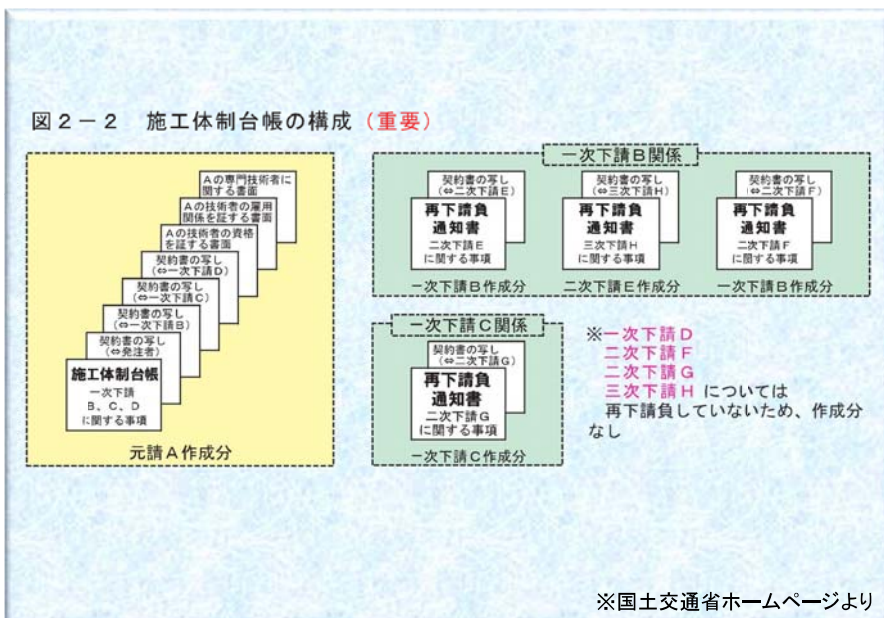 図２－２　施工体制台帳の構成（重要）
Ａの専門技術者に
関する書面
Ａの技術者の雇用
関係を証する書面
Ａの技術者の資格
を証する書面
契約書の写し
(⇔一次下請Ｄ)
契約書の写し
(⇔一次下請Ｃ)
契約書の写し
(⇔一次下請Ｂ)
契約書の写し
(⇔発注者)
施工体制台帳
一次下請
Ｂ、Ｃ、Ｄ
に関する事項
元請Ａ作成分
一次下請Ｂ関係
契約書の写し
(⇔二次下請Ｅ)
再下請負
通知書
二次下請Ｅ
に関する事項
一次下請Ｂ作成分
契約書の写し
(⇔三次下請Ｈ)
再下請負
通知書
三次下請Ｈ
に関する事項
二次下請Ｅ作成分
契約書の写し
(⇔二次下請Ｆ)
再下請負
通知書
二次下請Ｆ
に関する事項
一次下請Ｂ作成分
一次下請Ｃ関係
契約書の写し
(⇔二次下請Ｇ)
再下請負
通知書
二次下請Ｇ
に関する事項
一次下請Ｃ作成分
※一次下請Ｄ
二次下請Ｆ
二次下請Ｇ
三次下請Ｈ については
再下請負していないため、作成分
なし
※国土交通省ホームページより